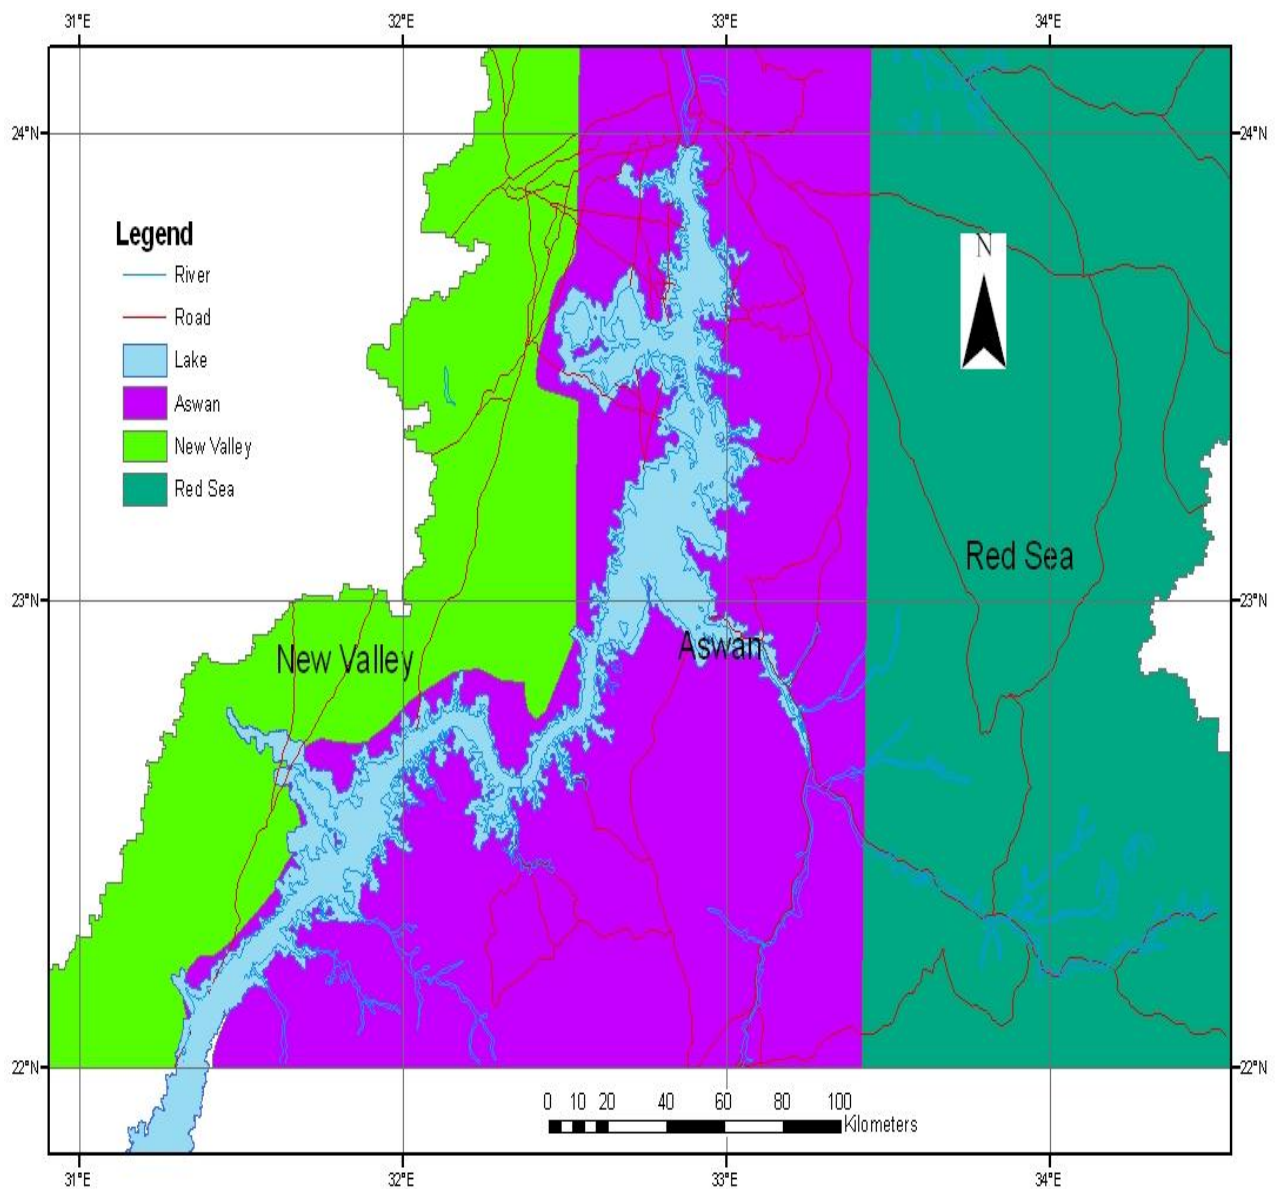 31°E 32°E 33°E 34°E
24°N 24°N
N
Legend
River
Road
Lake
Aswan
New Valley
Red Sea
Red Sea
23°N 23°N
Aswan
New Valley
22°N 22°N
0 10 20 40 60 80 100
Kilometers
31°E 32°E 33°E 34°E